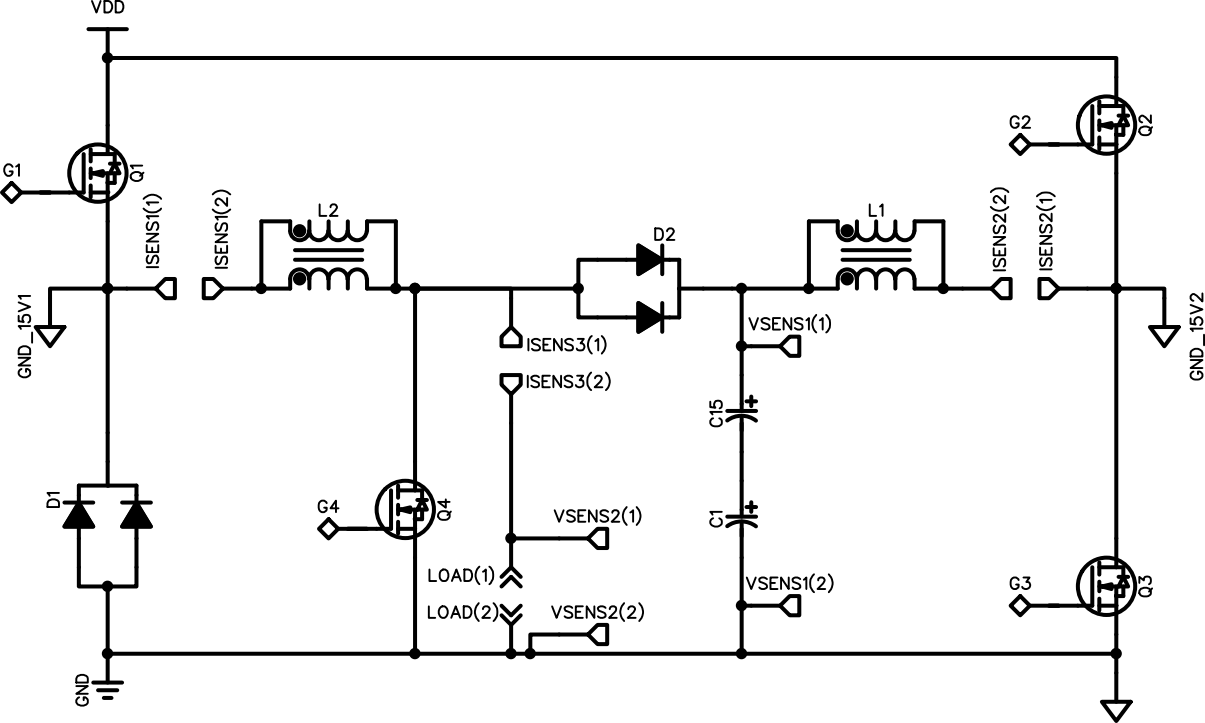 VDD
G2
Q2
G1
Q1
ISENS1(1)
ISENS1(2)
L2
D2
L1
ISENS2(2)
ISENS2(1)
GND_15V1
ISENS3(1)
VSENS1(1)
GND_15V2
ISENS3(2)
C15
D1
G4
Q4
VSENS2(1)
C1
LOAD(1)
VSENS1(2)
G3
Q3
LOAD(2)
VSENS2(2)
GND